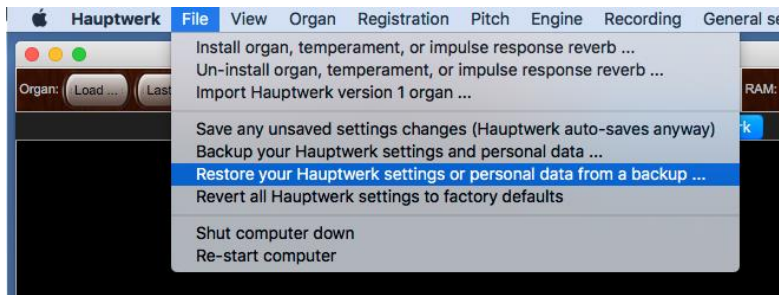 Hauptwerk File View Organ Registration Pitch Engine Recording General se
Install organ, temperament, or impulse response reverb ...
Un-install organ, temperament, or impulse response reverb ...
Import Hauptwerk version 1 organ ...
Organ: Load ... Last
RAM:
Save any unsaved settings changes (Hauptwerk auto-saves anyway)
Backup your Hauptwerk settings and personal data ...
Restore your Hauptwerk settings or personal data from a backup ...
Revert all Hauptwerk settings to factory defaults
Shut computer down
Re-start computer